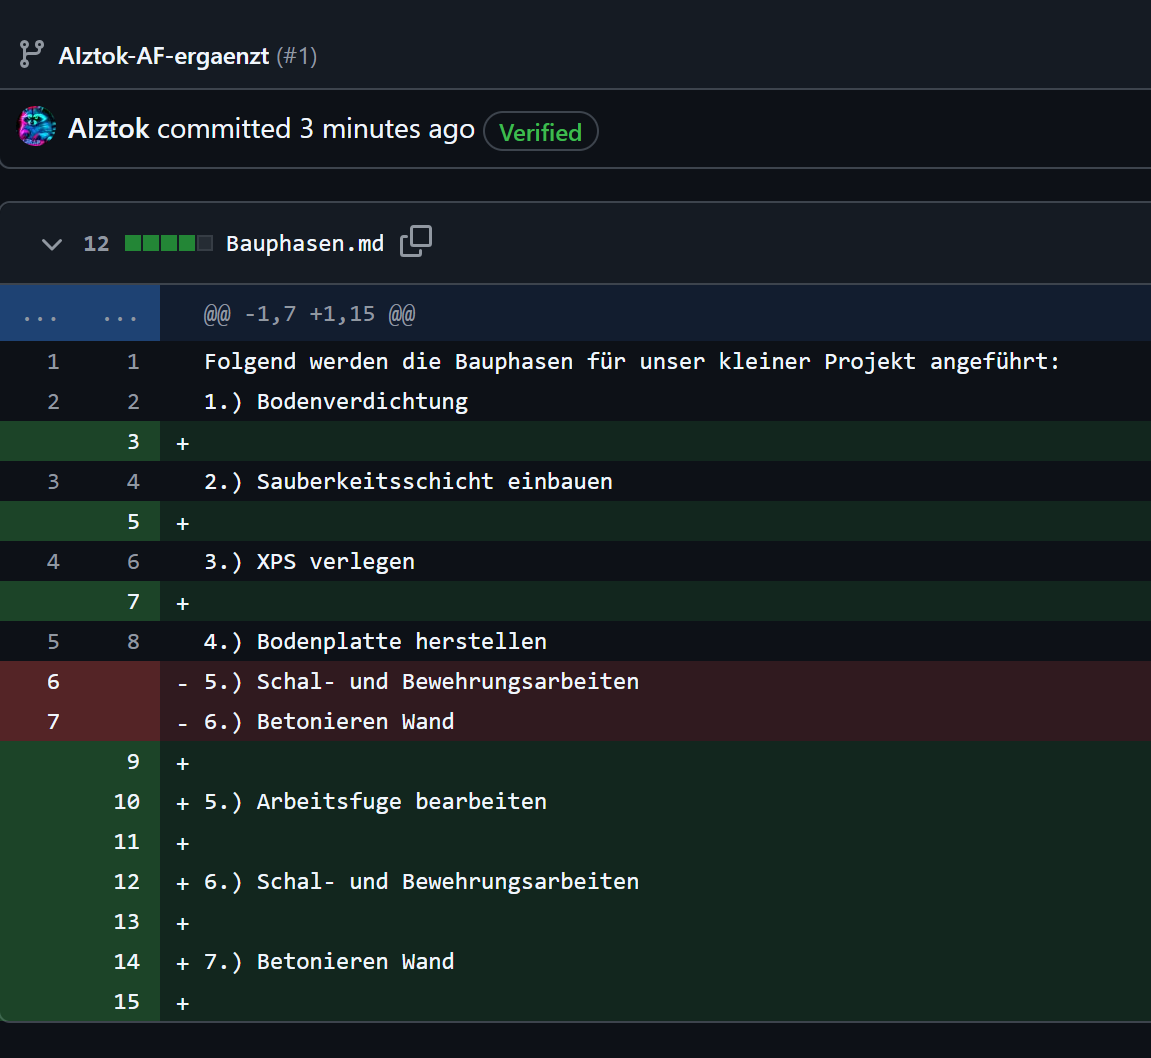 Alztok-AF-ergaenzt (#1)
Alztok committed 3 minutes ago Verified
12 Bauphasen.md
... ... @@ -1,7 +1,15 @@
1 1 Folgend werden die Bauphasen für unser kleiner Projekt angeführt:
2 2 1.) Bodenverdichtung
3 +
3 4 2.) Sauberkeitsschicht einbauen
5 +
4 6 3.) XPS verlegen
7 +
5 8 4.) Bodenplatte herstellen
6 - 5.) Schal- und Bewehrungsarbeiten
7 - 6.) Betonieren Wand
9 +
10 + 5.) Arbeitsfuge bearbeiten
11 +
12 + 6.) Schal- und Bewehrungsarbeiten
13 +
14 + 7.) Betonieren Wand
15 +